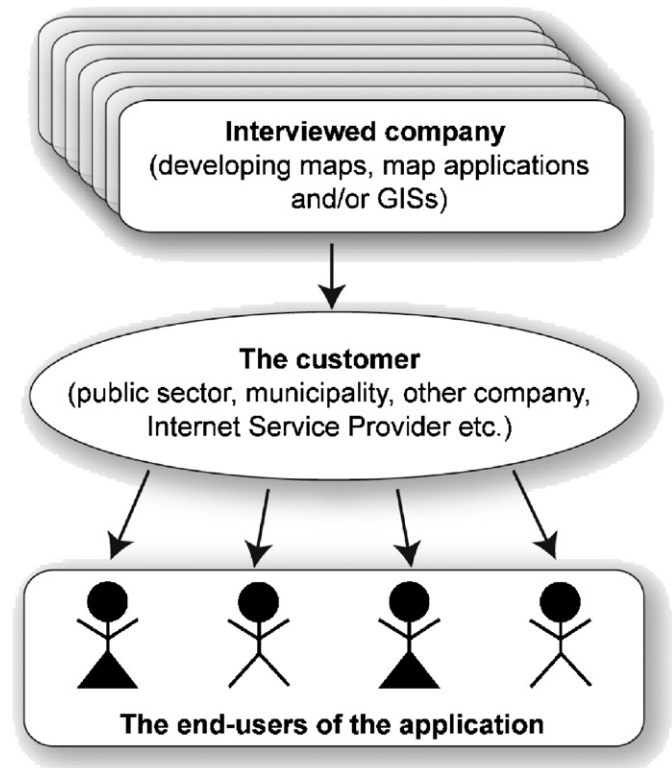 Interviewed company
(developing maps, map applications
and/or GISs)
The customer
(public sector, municipality, other company,
Internet Service Provider etc.)
The end-users of the application